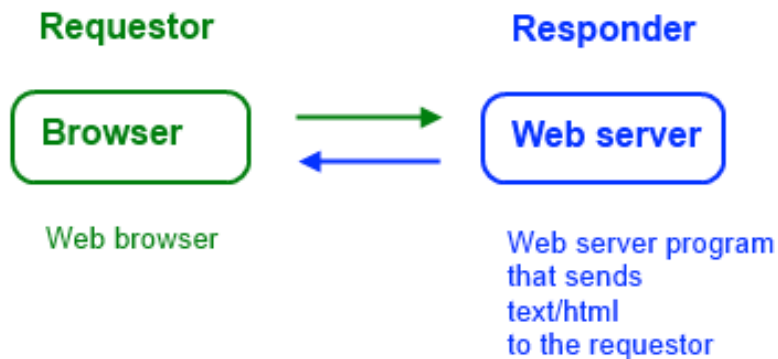 Requestor
Responder
Browser
Web server
Web browser
Web server program
that sends
text/html
to the requestor